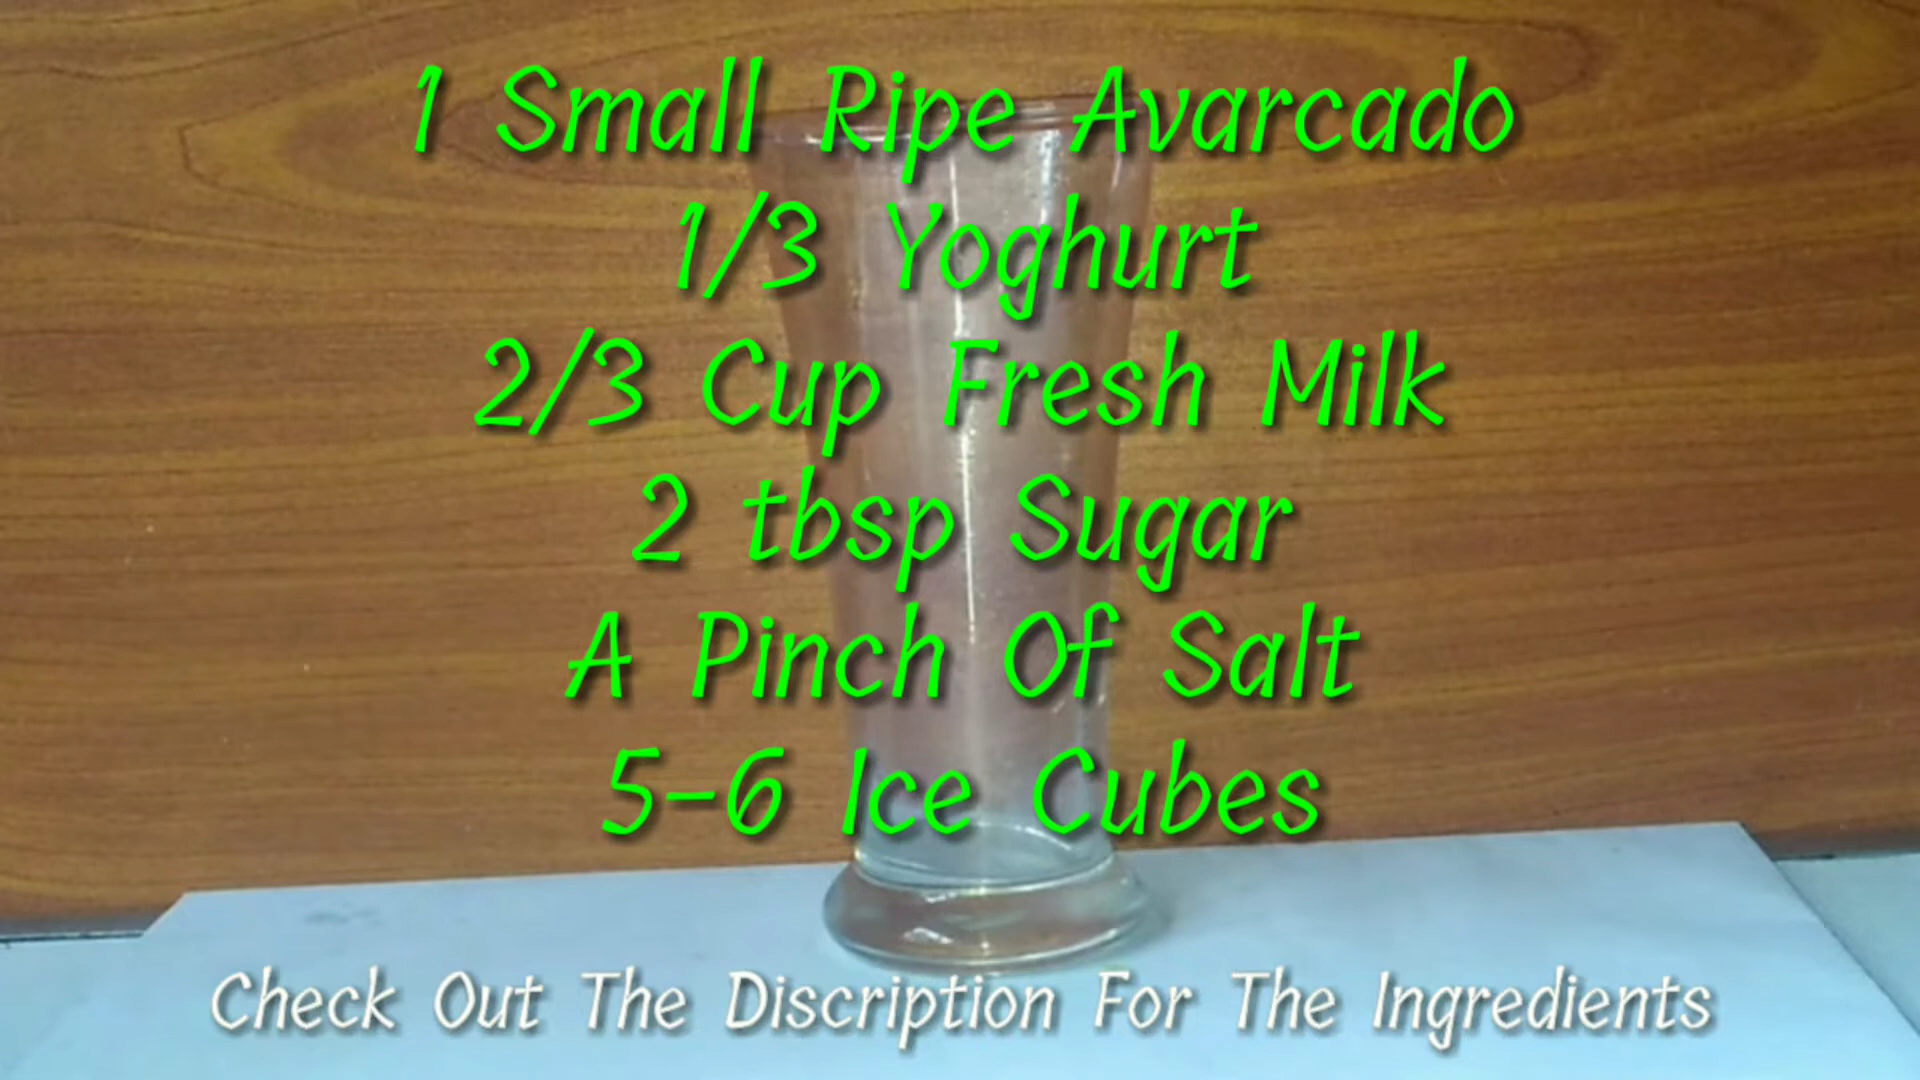 1 Small Ripe Avarcado
1/3 Yoghurt
2/3 Cup Fresh Milk
2 tbsp Sugar
A Pinch Of Salt
5-6 Ice Cubes
Check Out The Discription For The Ingredients